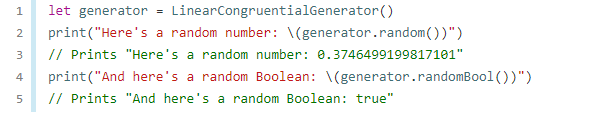 1 let generator = LinearCongruentialGenerator()
2 print("Here's a random number: \(generator.random())")
3 // Prints "Here's a random number: 0.3746499199817101"
4 print("And here's a random Boolean: \(generator.randomBool())")
5 // Prints "And here's a random Boolean: true"